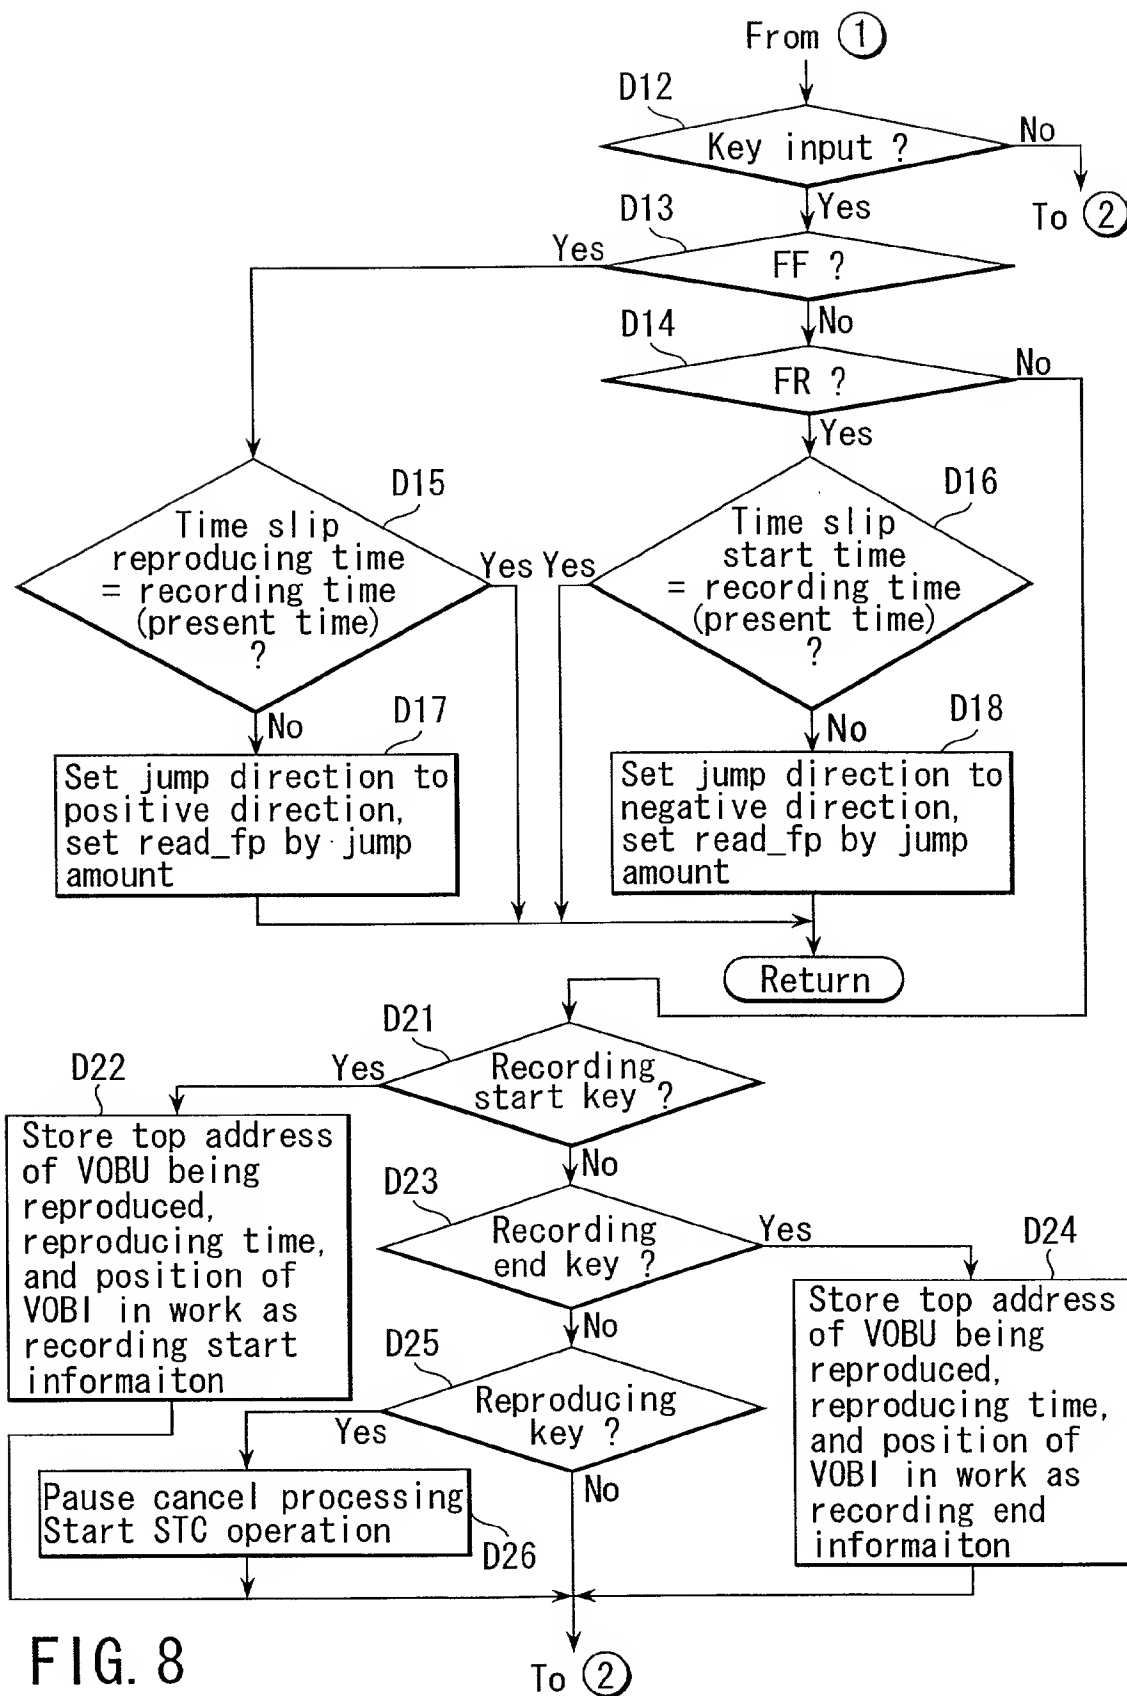 From ①
D12
Key input ?
No
To ②
Yes
D13
Yes
FF ?
No
D14
FR ?
No
Yes
D15
Time slip
reproducing time
= recording time
(present time)
?
Yes
D16
Time slip
start time
= recording time
(present time)
?
Yes
No
D17
Set jump direction to
positive direction,
set read_fp by jump
amount
No
D18
Set jump direction to
negative direction,
set read_fp by jump
amount
Return
D21
Recording
start key ?
Yes
D22
Store top address
of VOBU being
reproduced,
reproducing time,
and position of
VOBI in work as
recording start
informaiton
No
D23
Recording
end key ?
Yes
D24
Store top address
of VOBU being
reproduced,
reproducing time,
and position of
VOBI in work as
recording end
informaiton
No
D25
Reproducing
key ?
Yes
Pause cancel processing
Start STC operation
D26
No
To ②
FIG. 8